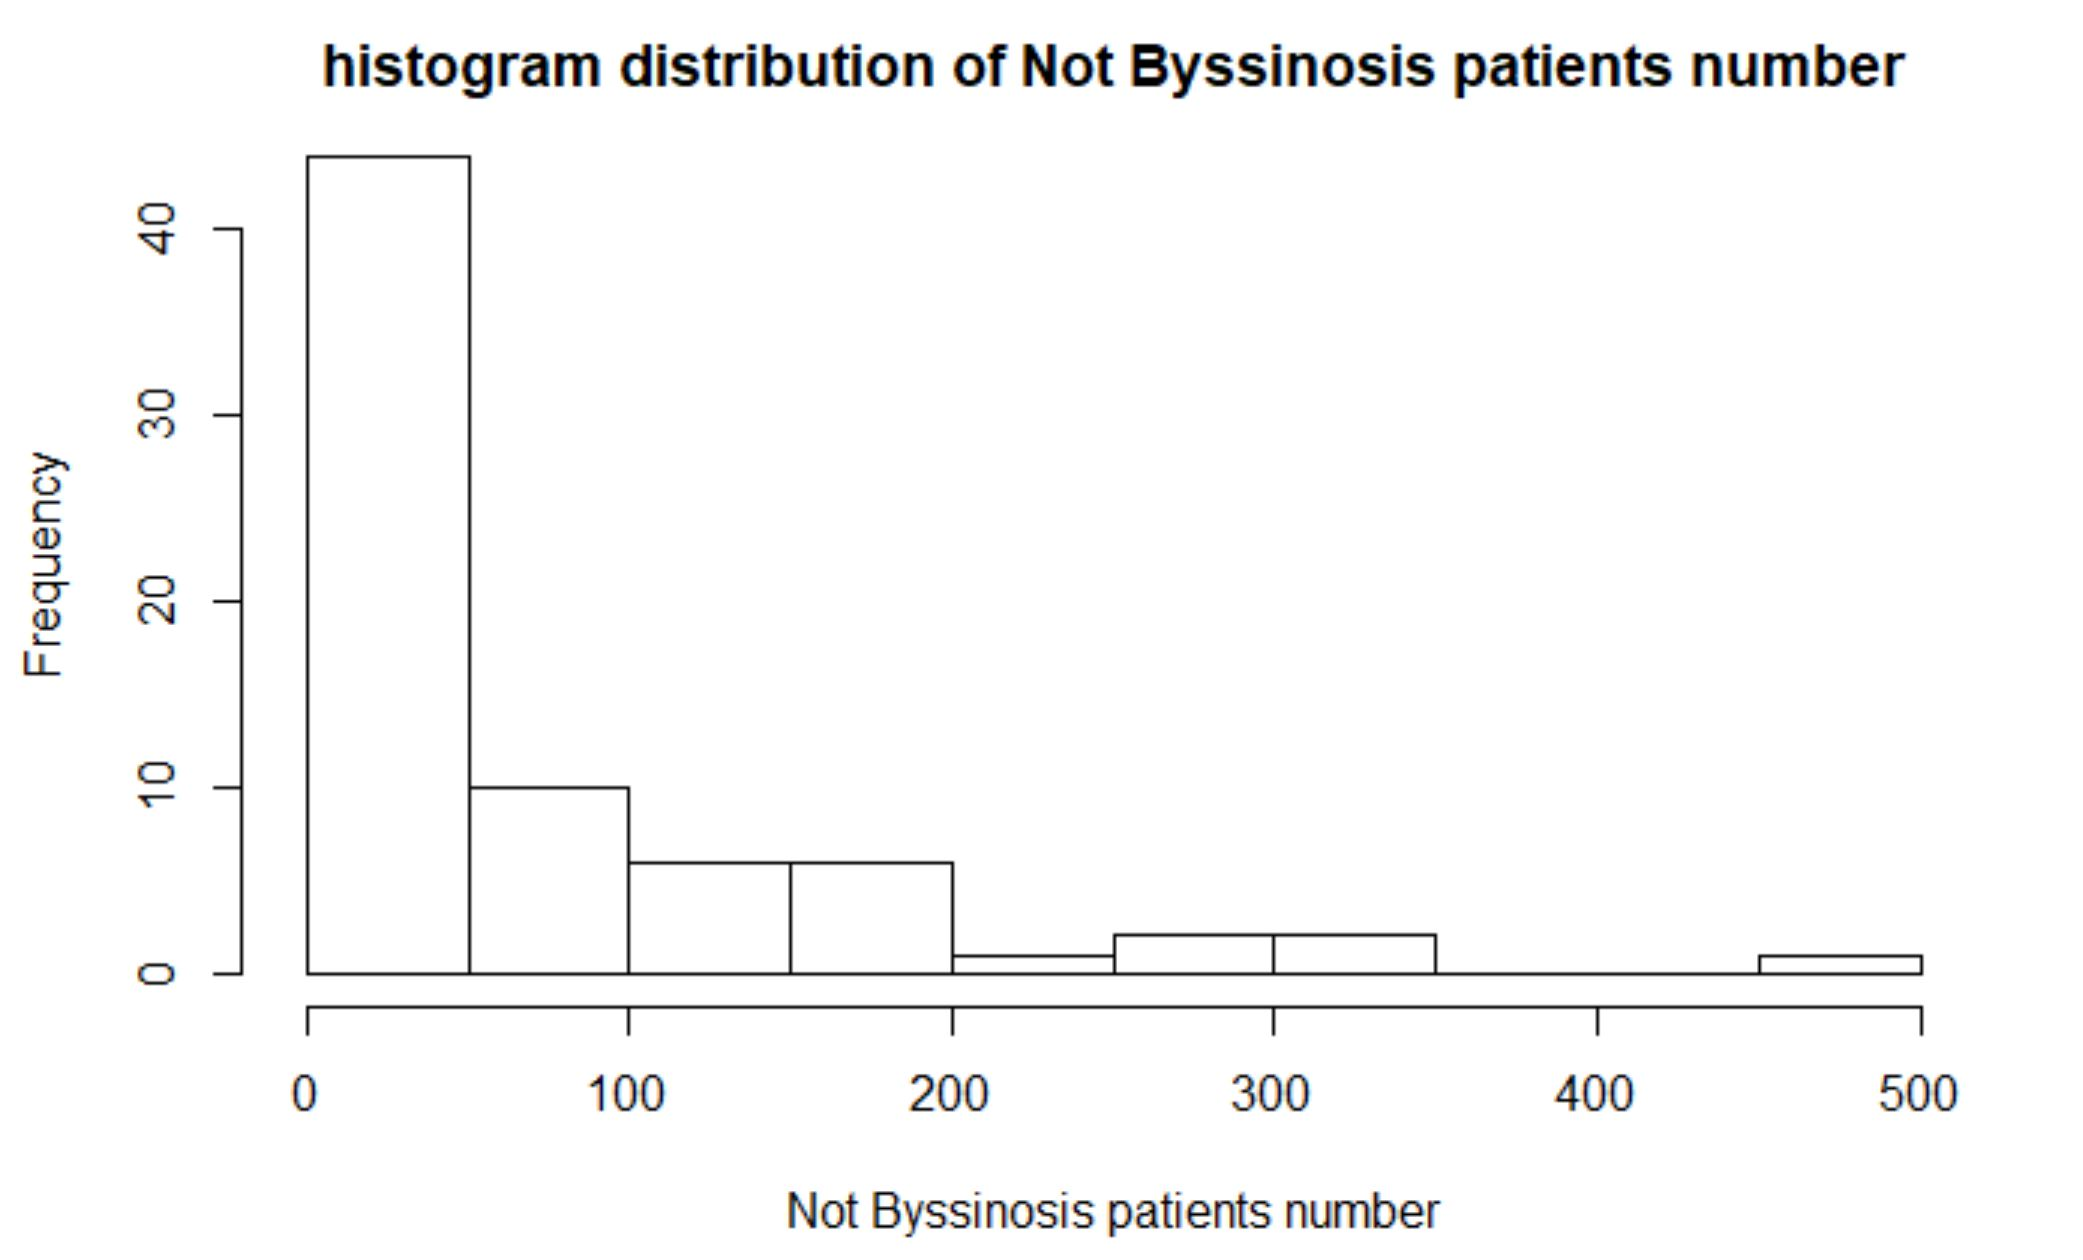 histogram distribution of Not Byssinosis patients number
Frequency
40
30
20
10
0
0 100 200 300 400 500
Not Byssinosis patients number